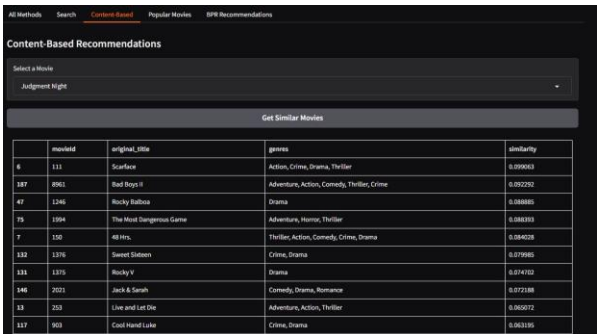 All Methods Search Content-Based Popular Movies BPR Recommendations
Content-Based Recommendations
Select a Movie
Judgment Night
Get Similar Movies
movieId original_title genres similarity
6 111 Scarface Action, Crime, Drama, Thriller 0.099063
187 8961 Bad Boys II Adventure, Action, Comedy, Thriller, Crime 0.092292
47 1246 Rocky Balboa Drama 0.088885
75 1994 The Most Dangerous Game Adventure, Horror, Thriller 0.088393
7 150 48 Hrs. Thriller, Action, Comedy, Crime, Drama 0.084028
132 1376 Sweet Sixteen Crime, Drama 0.079985
131 1375 Rocky V Drama 0.074702
146 2021 Jack & Sarah Comedy, Drama, Romance 0.072188
13 253 Live and Let Die Adventure, Action, Thriller 0.065072
117 903 Cool Hand Luke Crime, Drama 0.063195